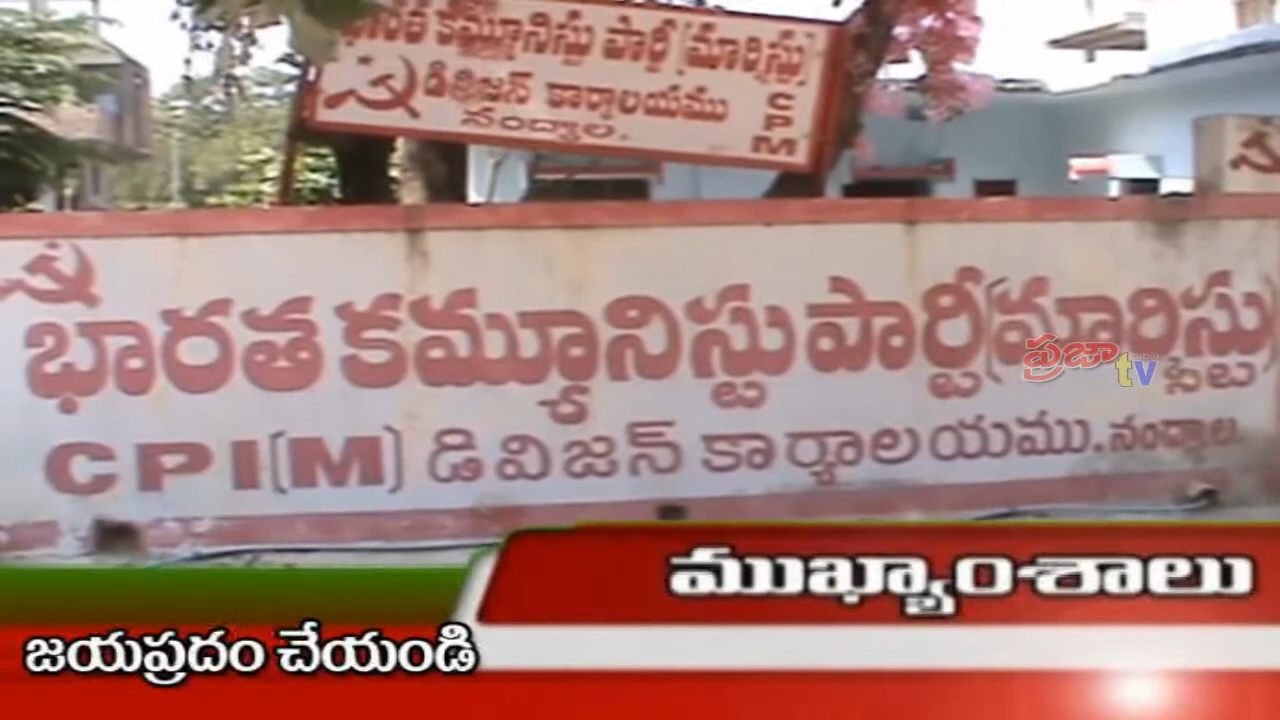 భారత కమ్యూనిస్టు పార్టీ (మార్క్సిస్టు)
డివిజన్ కార్యాలయము
నంద్యాల.
CPM
భారత కమ్యూనిస్టు పార్టీ (మార్క్సిస్టు)
CPI(M) డివిజన్ కార్యాలయము. నంద్యాల.
ప్రజా tv
ముఖ్యాంశాలు
జయప్రదం చేయండి